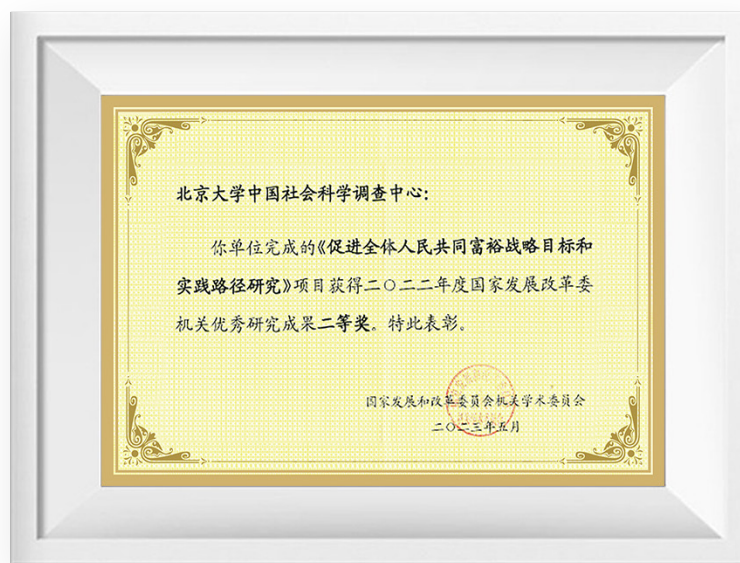 北京大学中国社会科学调查中心：
你单位完成的《促进全体人民共同富裕战略目标和
实践路径研究》项目获得二〇二二年度国家发展改革委
机关优秀研究成果二等奖。特此表彰。
国家发展和改革委员会机关学术委员会
二〇二三年五月